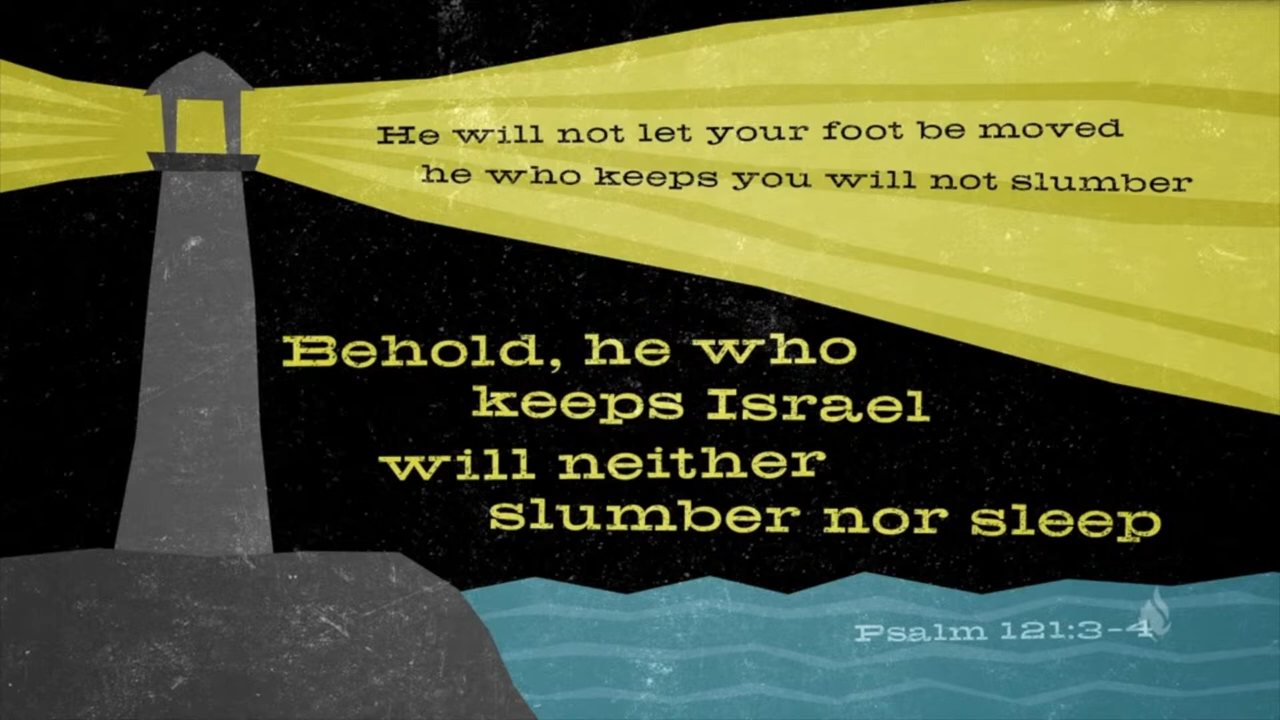 He will not let your foot be moved
he who keeps you will not slumber
Behold, he who
keeps Israel
will neither
slumber nor sleep
Psalm 121:3-4